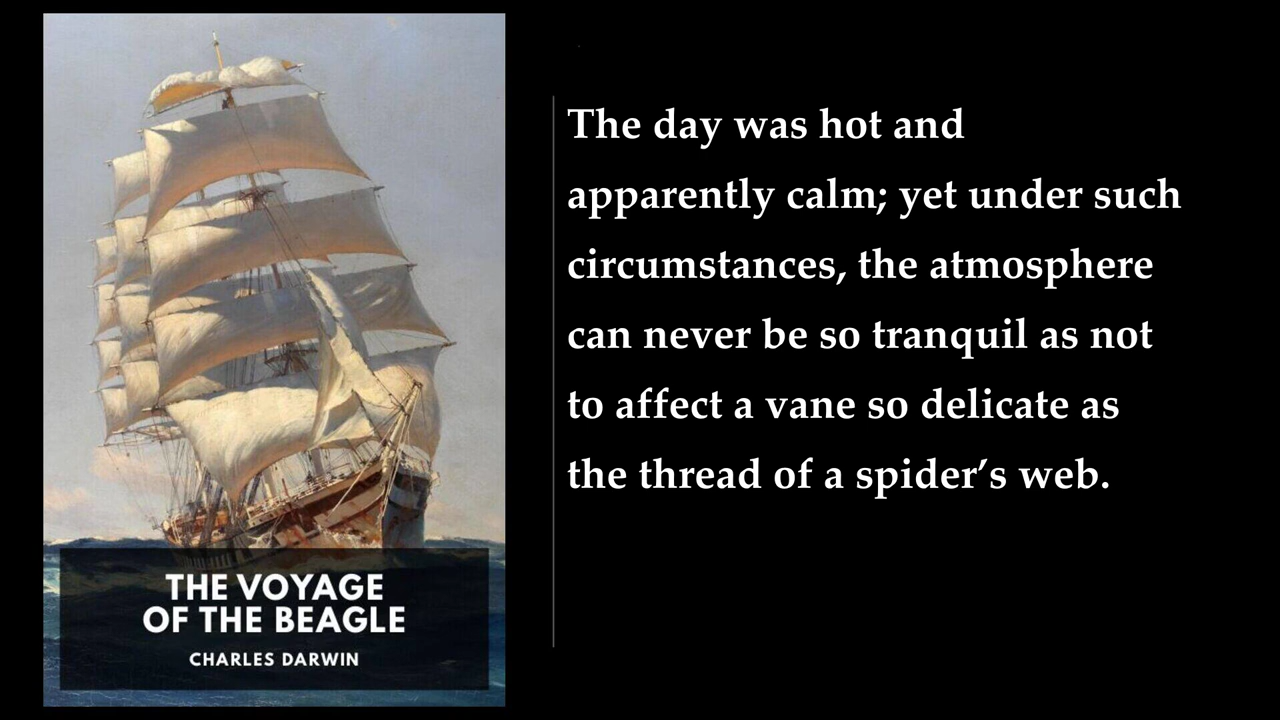 THE VOYAGE
OF THE BEAGLE
CHARLES DARWIN
The day was hot and
apparently calm; yet under such
circumstances, the atmosphere
can never be so tranquil as not
to affect a vane so delicate as
the thread of a spider’s web.